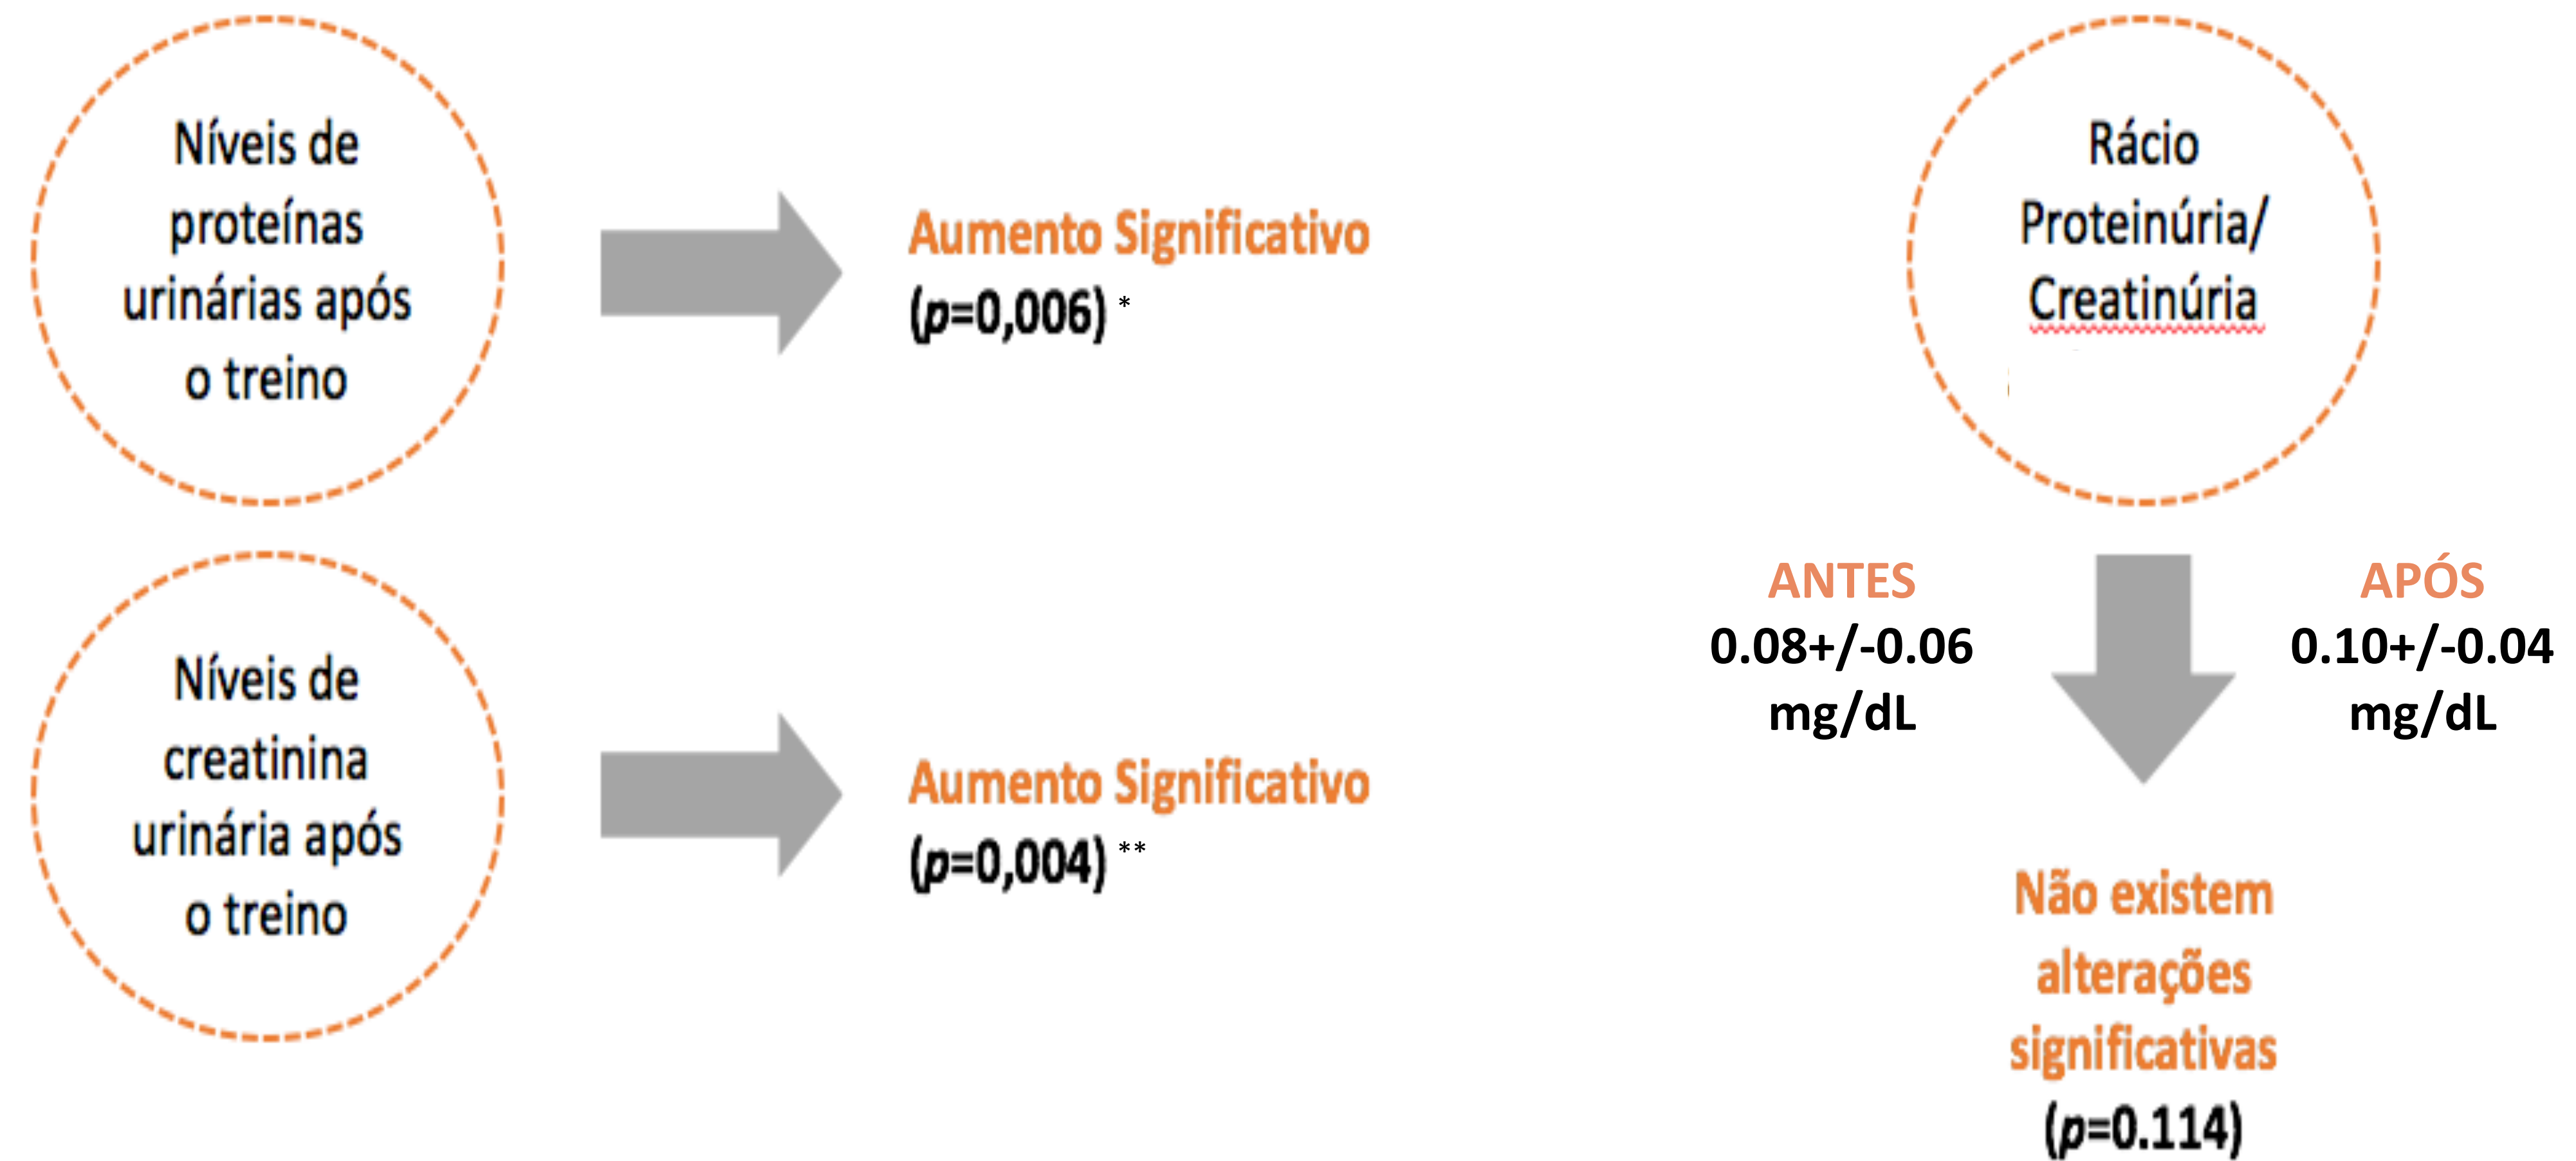 Níveis de
proteínas
urinárias após
o treino
Aumento Significativo
(p=0,006) *
Níveis de
creatinina
urinária após
o treino
Aumento Significativo
(p=0,004) **
Rácio
Proteinúria/
Creatinúria
ANTES
0.08+/-0.06
mg/dL
APÓS
0.10+/-0.04
mg/dL
Não existem
alterações
significativas
(p=0.114)